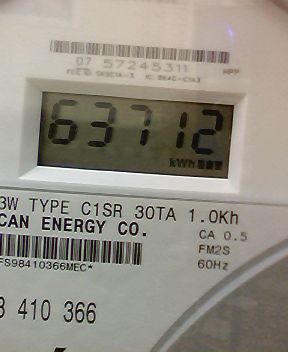 07 57245311
63712
kWh
3W TYPE C1SR 30TA 1.0Kh
CAN ENERGY CO.
CA 0.5
FM2S
FS98410366MEC*
60Hz
3 410 366